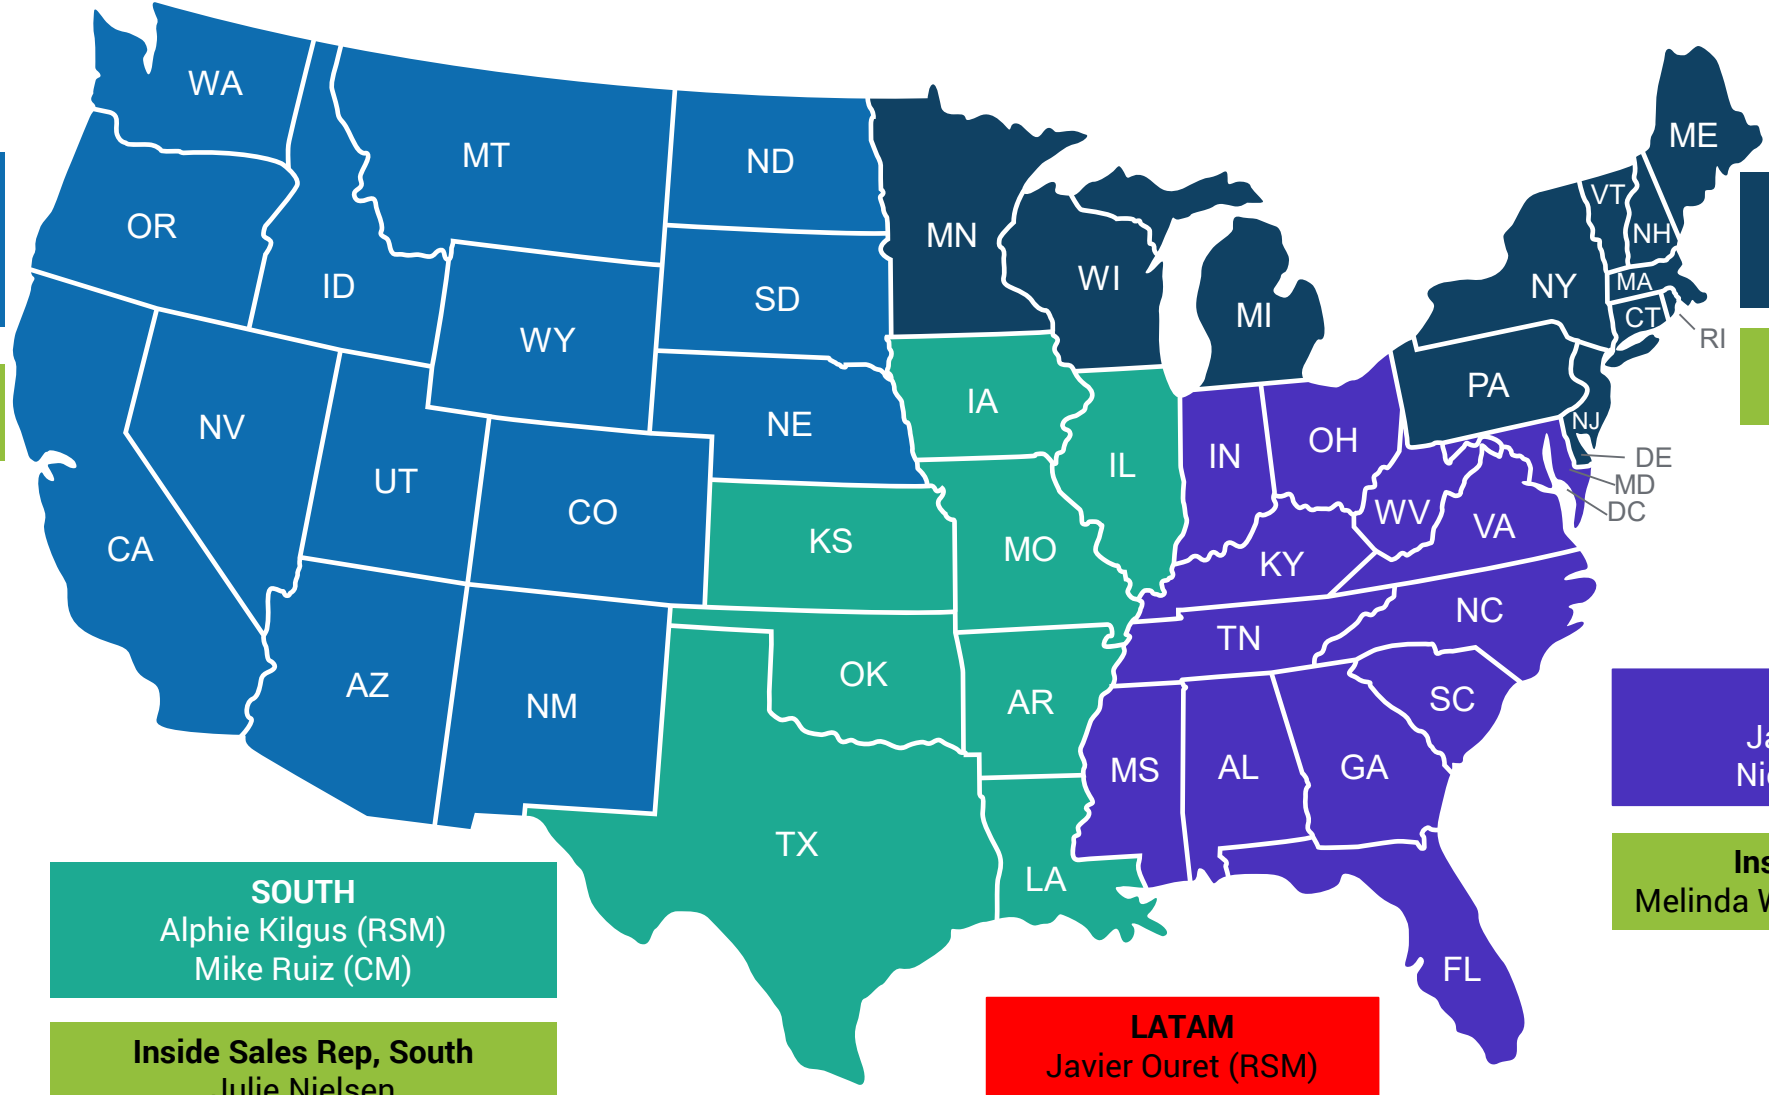 WA
MT
ND
MN
ME
OR
ID
SD
WI
MI
VT
NH
NY
MA
CT
RI
WY
NV
NE
IA
PA
NJ
UT
CO
IL
IN
OH
DE
MD
DC
CA
KS
MO
WV
VA
KY
NC
TN
AZ
NM
OK
AR
SC
MS
AL
GA
TX
LA
FL
SOUTH
Alphie Kilgus (RSM)
Mike Ruiz (CM)
Inside Sales Rep, South
Julie Nielsen
LATAM
Javier Ouret (RSM)
Melinda